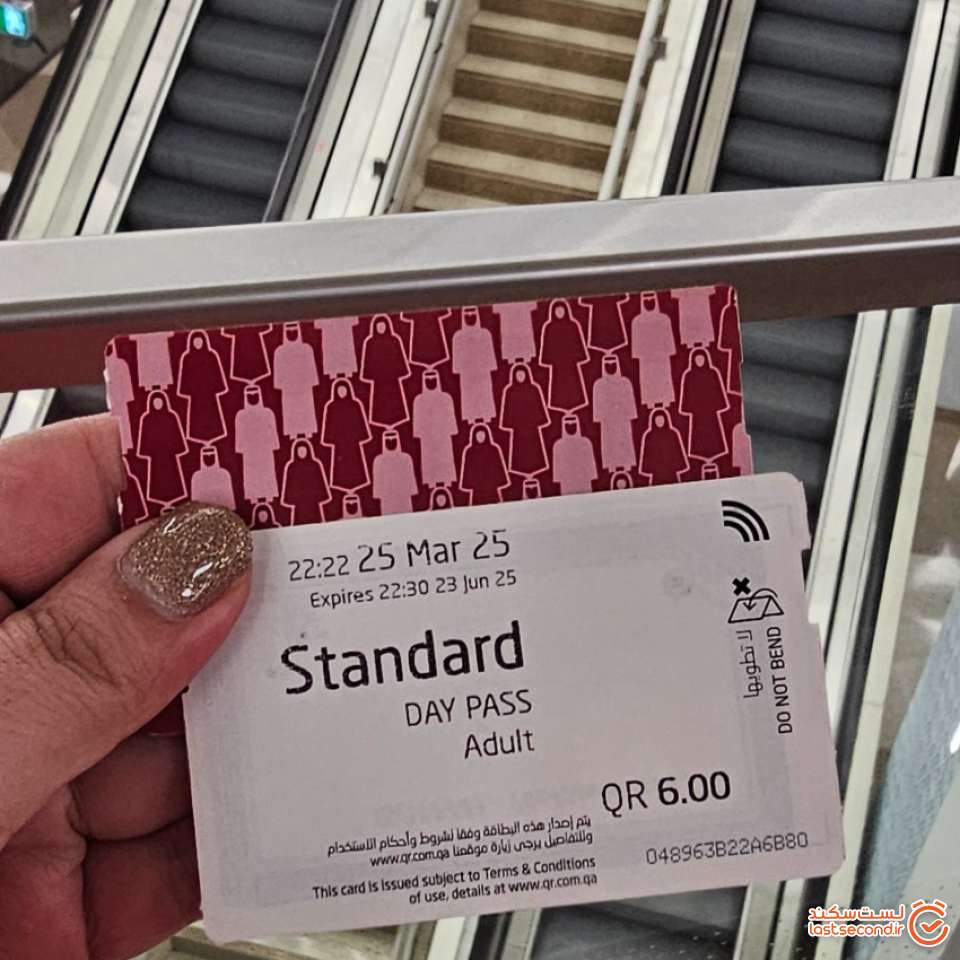 22:22 25 Mar 25
Expires 22:30 23 Jun 25
Standard
DAY PASS
Adult
لا تطويها
DO NOT BEND
QR 6.00
يتم إصدار هذه البطاقة وفقا لشروط وأحكام الاستخدام
وللتفاصيل يرجى زيارة موقعنا www.qr.com.qa
This card is issued subject to Terms & Conditions
of use, details at www.qr.com.qa
048963B22A6B80
لست‌سکند
lastsecond.ir